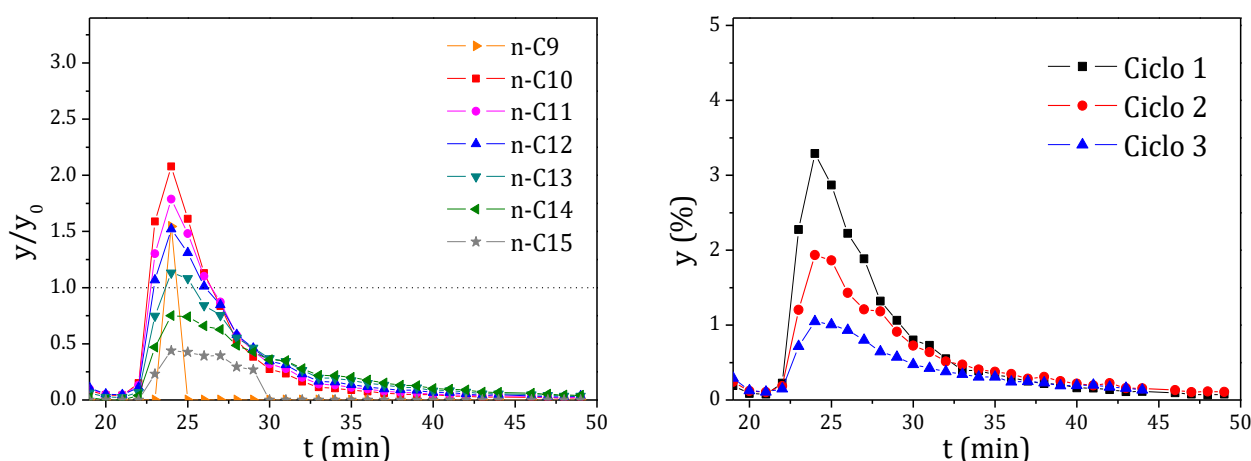 y/y0
3.0
2.5
2.0
1.5
1.0
0.5
0.0
20
25
30
35
40
45
50
t (min)
n-C9
n-C10
n-C11
n-C12
n-C13
n-C14
n-C15
y (%)
5
4
3
2
1
0
20
25
30
35
40
45
50
t (min)
Ciclo 1
Ciclo 2
Ciclo 3